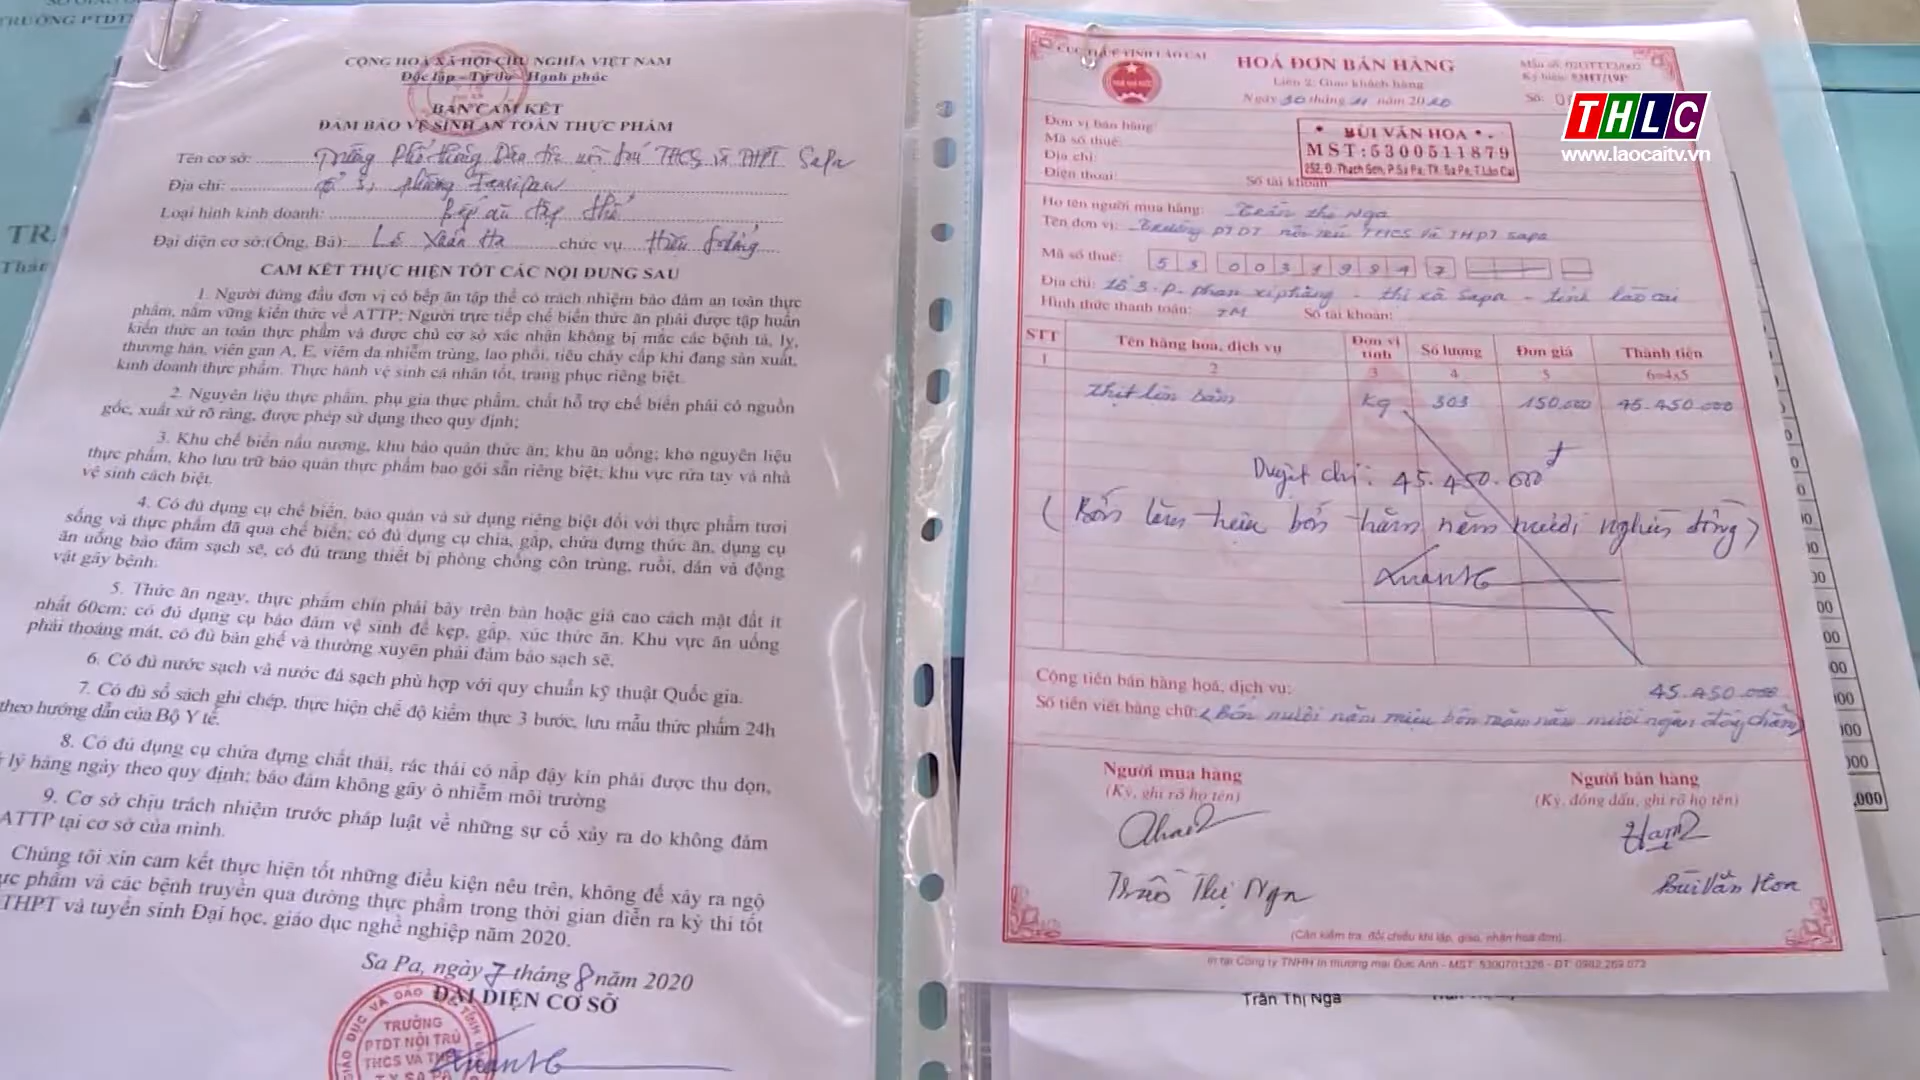 TRƯỜNG PTDT
CỘNG HOÀ XÃ HỘI CHỦ NGHĨA VIỆT NAM
Độc lập - Tự do - Hạnh phúc
BẢN CAM KẾT
ĐẢM BẢO VỆ SINH AN TOÀN THỰC PHẨM
Tên cơ sở: Trường Phổ thông Dân tộc nội trú THCS và THPT SaPa
Địa chỉ: tổ 3, phường Fansipan
Loại hình kinh doanh: Bếp ăn tập thể
Đại diện cơ sở:(Ông, Bà): Lê Xuân Hạ chức vụ Hiệu trưởng
CAM KẾT THỰC HIỆN TỐT CÁC NỘI DUNG SAU
1. Người đứng đầu đơn vị có bếp ăn tập thể có trách nhiệm bảo đảm an toàn thực
phẩm, nắm vững kiến thức về ATTP; Người trực tiếp chế biến thức ăn phải được tập huấn
kiến thức an toàn thực phẩm và được chủ cơ sở xác nhận không bị mắc các bệnh tả, lỵ,
thương hàn, viên gan A, E, viêm da nhiễm trùng, lao phổi, tiêu chảy cấp khi đang sản xuất,
kinh doanh thực phẩm. Thực hành vệ sinh cá nhân tốt, trang phục riêng biệt.
2. Nguyên liệu thực phẩm, phụ gia thực phẩm, chất hỗ trợ chế biến phải có nguồn
gốc, xuất xứ rõ ràng, được phép sử dụng theo quy định;
3. Khu chế biến nấu nướng, khu bảo quản thức ăn; khu ăn uống; kho nguyên liệu
thực phẩm, kho lưu trữ bảo quản thực phẩm bao gói sẵn riêng biệt; khu vực rửa tay và nhà
vệ sinh cách biệt.
4. Có đủ dụng cụ chế biến, bảo quản và sử dụng riêng biệt đối với thực phẩm tươi
sống và thực phẩm đã qua chế biến; có đủ dụng cụ chia, gắp, chứa đựng thức ăn, dụng cụ
ăn uống bảo đảm sạch sẽ, có đủ trang thiết bị phòng chống côn trùng, ruồi, dán và động
vật gây bệnh.
5. Thức ăn ngay, thực phẩm chín phải bày trên bàn hoặc giá cao cách mặt đất ít
nhất 60cm; có đủ dụng cụ bảo đảm vệ sinh để kẹp, gắp, xúc thức ăn. Khu vực ăn uống
phải thoáng mát, có đủ bàn ghế và thường xuyên phải đảm bảo sạch sẽ.
6. Có đủ nước sạch và nước đá sạch phù hợp với quy chuẩn kỹ thuật Quốc gia.
7. Có đủ sổ sách ghi chép, thực hiện chế độ kiểm thực 3 bước, lưu mẫu thức phẩm 24h
theo hướng dẫn của Bộ Y tế.
8. Có đủ dụng cụ chứa đựng chất thải, rác thải có nắp đậy kín phải được thu dọn,
lý hàng ngày theo quy định; bảo đảm không gây ô nhiễm môi trường
9. Cơ sở chịu trách nhiệm trước pháp luật về những sự cố xảy ra do không đảm
ATTP tại cơ sở của mình.
Chúng tôi xin cam kết thực hiện tốt những điều kiện nêu trên, không để xảy ra ngộ
phẩm và các bệnh truyền qua đường thực phẩm trong thời gian diễn ra kỳ thi tốt
THPT và tuyển sinh Đại học, giáo dục nghề nghiệp năm 2020.
Sa Pa, ngày 7 tháng 8 năm 2020
ĐẠI DIỆN CƠ SỞ
GIÁO DỤC VÀ ĐÀO
TRƯỜNG
PTDT NỘI TRÚ
THCS VÀ
CỤC THUẾ TỈNH LÀO CAI
HOÁ ĐƠN BÁN HÀNG
Liên 2: Giao khách hàng
Ngày 30 tháng 11 năm 2020
Mẫu số:
Ký hiệu:
Số: 0
THLC
www.laocaitv.vn
Đơn vị bán hàng:
Mã số thuế:
Địa chỉ:
Điện thoại:
Số tài khoản
BÙI VĂN HOA
MST:5300511879
252, Đ. Thạch Sơn, P.Sa Pa, TX. Sa Pe, T.Lào Cai
Họ tên người mua hàng: Trần thị Nga
Tên đơn vị: Trường PTDT nội trú THCS và THPT Sapa
Mã số thuế:
Địa chỉ: Tổ 3 - P. phan xi phăng - thị xã Sapa - tỉnh Lào Cai
Hình thức thanh toán: TM Số tài khoản:
STT Tên hàng hoá, dịch vụ Đơn vị tính Số lượng Đơn giá Thành tiền
1 2 3 4 5 6=4x5
Thịt lợn băm kg 303 150.000 45.450.000
Duyệt chi: 45.450.000đ
(Bốn lăm triệu bốn trăm năm mươi nghìn đồng)
Cộng tiền bán hàng hoá, dịch vụ: 45.450.000
Số tiền viết bằng chữ: (Bốn mươi năm triệu bốn trăm năm mươi ngàn đồng chẵn)
Người mua hàng
(Ký, ghi rõ họ tên)
Người bán hàng
(Ký, đóng dấu, ghi rõ họ tên)
Trần Thị Nga
Bùi Văn Hoa
(Cần kiểm tra, đối chiếu khi lập, giao, nhận hoá đơn).
In tại Công ty TNHH In thương mại Đức Anh - MST: 5300701326 - ĐT: 0982 269 072
Trần Thị Nga